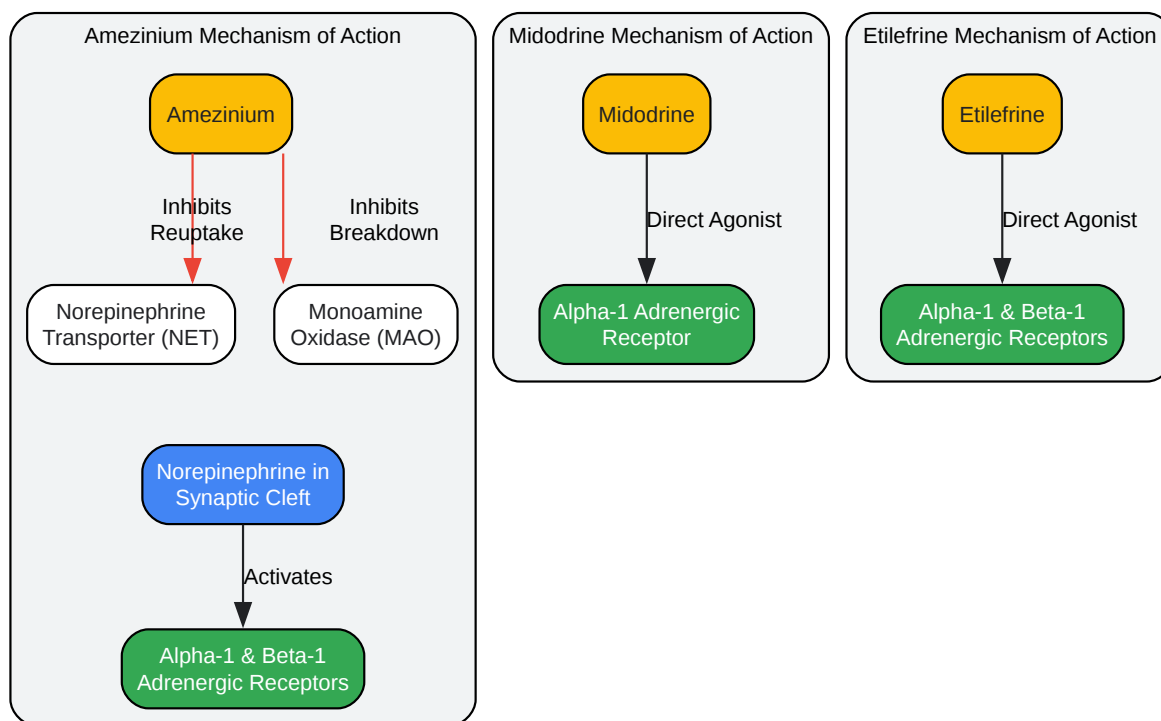 Amezinium Mechanism of Action
Amezinium
Inhibits
Reuptake
Inhibits
Breakdown
Norepinephrine
Transporter (NET)
Monoamine
Oxidase (MAO)
Norepinephrine in
Synaptic Cleft
Activates
Alpha-1 & Beta-1
Adrenergic Receptors
Midodrine Mechanism of Action
Midodrine
Direct Agonist
Alpha-1 Adrenergic
Receptor
Etilefrine Mechanism of Action
Etilefrine
Direct Agonist
Alpha-1 & Beta-1
Adrenergic Receptors